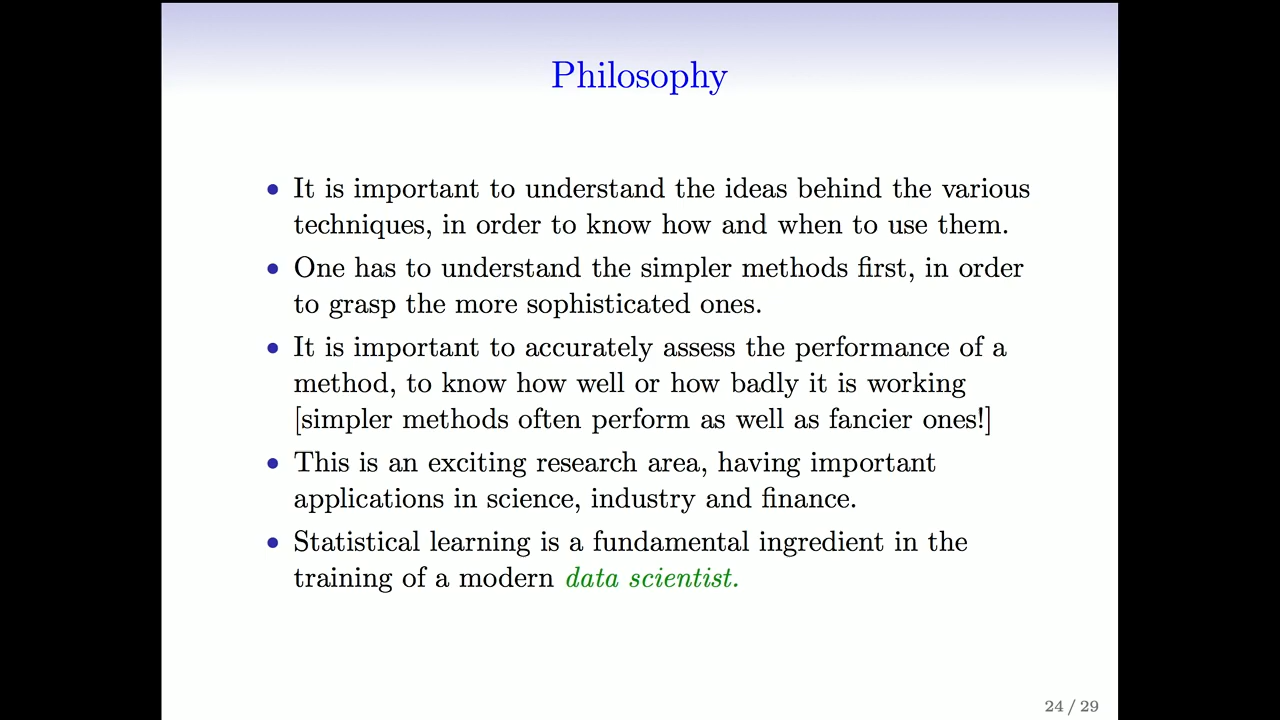 Philosophy
• It is important to understand the ideas behind the various
techniques, in order to know how and when to use them.
• One has to understand the simpler methods first, in order
to grasp the more sophisticated ones.
• It is important to accurately assess the performance of a
method, to know how well or how badly it is working
[simpler methods often perform as well as fancier ones!]
• This is an exciting research area, having important
applications in science, industry and finance.
• Statistical learning is a fundamental ingredient in the
training of a modern data scientist.
24 / 29